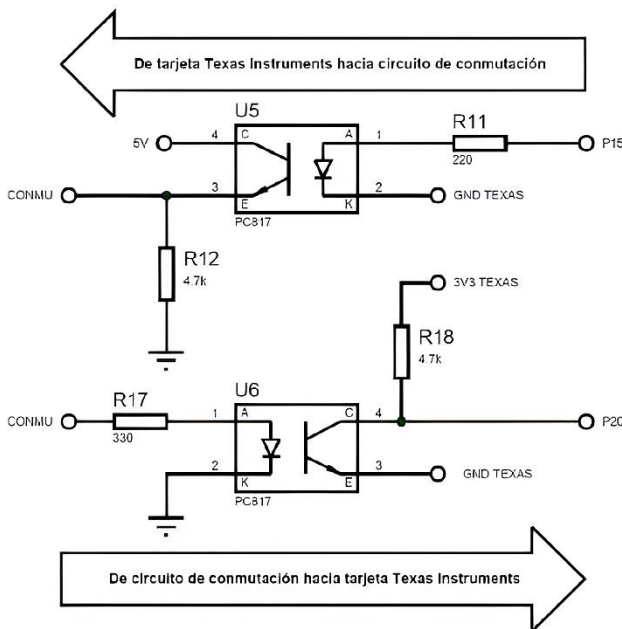 De tarjeta Texas Instruments hacia circuito de conmutación
U5
R11
5V
4
C
A
1
220
P15
CONMU
3
E
K
2
GND TEXAS
PC817
R12
4.7k
3V3 TEXAS
R18
4.7k
R17
U6
CONMU
330
1
A
C
4
P20
2
K
E
3
GND TEXAS
PC817
De circuito de conmutación hacia tarjeta Texas Instruments